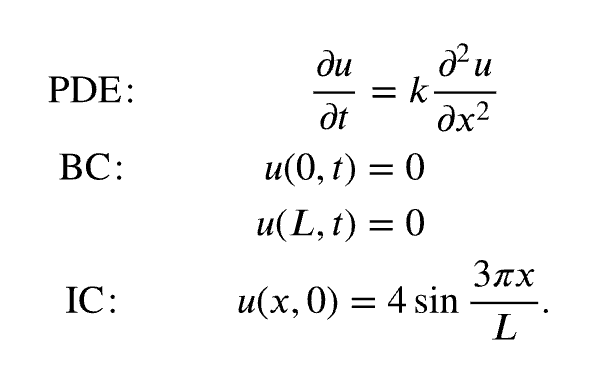 PDE: ∂u/∂t = k ∂²u/∂x²
BC: u(0, t) = 0
u(L, t) = 0
IC: u(x, 0) = 4 sin 3πx/L.